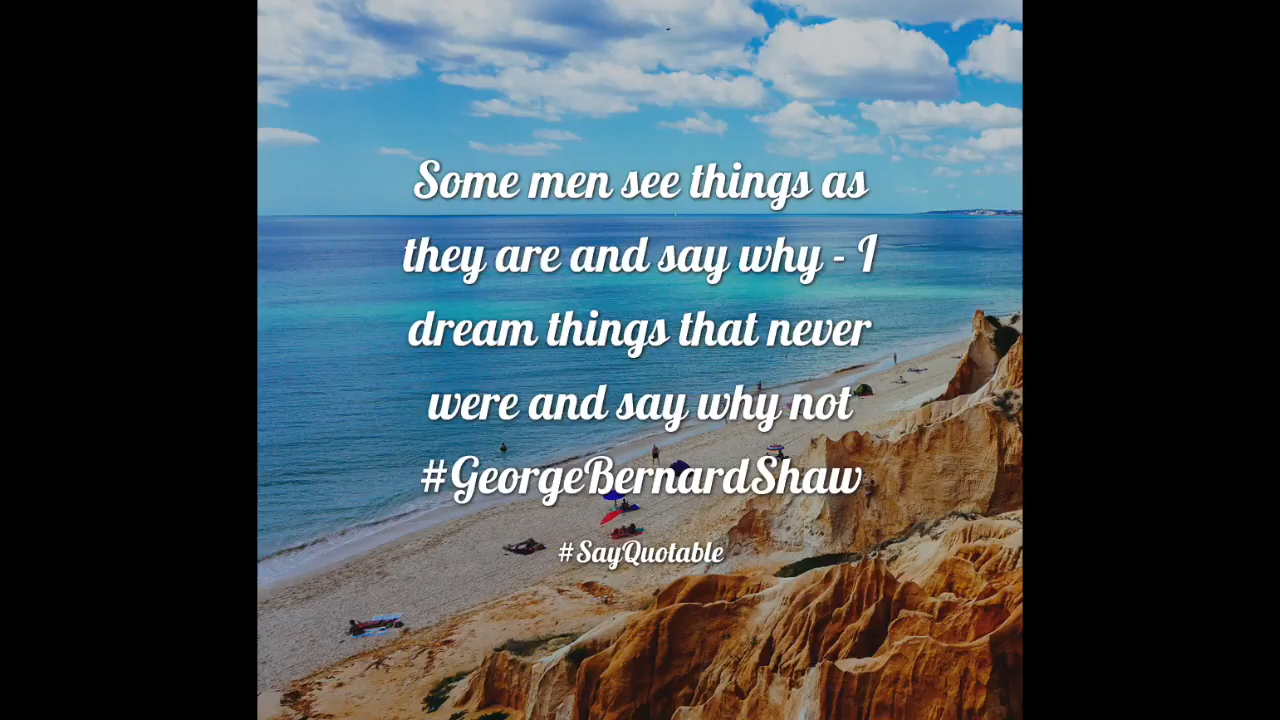 Some men see things as
they are and say why - I
dream things that never
were and say why not
#GeorgeBernardShaw
#SayQuotable